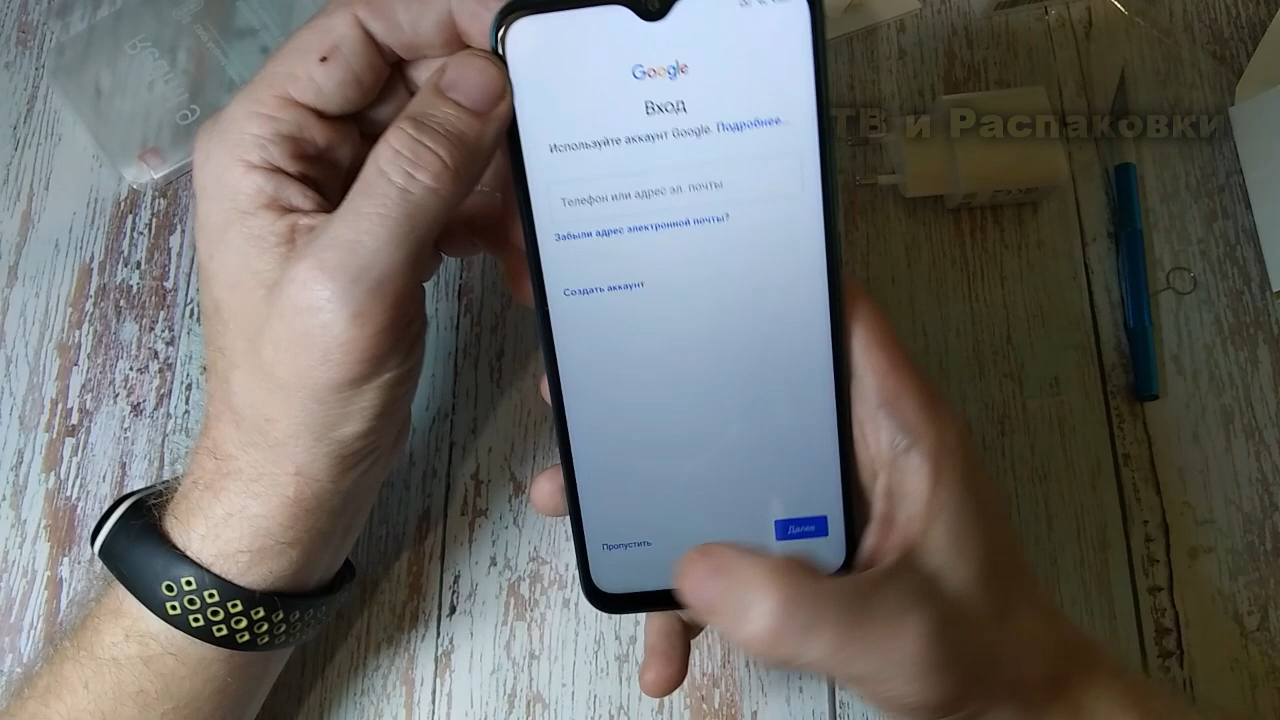 Google
Вход
Используйте аккаунт Google. Подробнее...
Телефон или адрес эл. почты
Забыли адрес электронной почты?
Создать аккаунт
Пропустить
Далее
ТВ и Распаковки